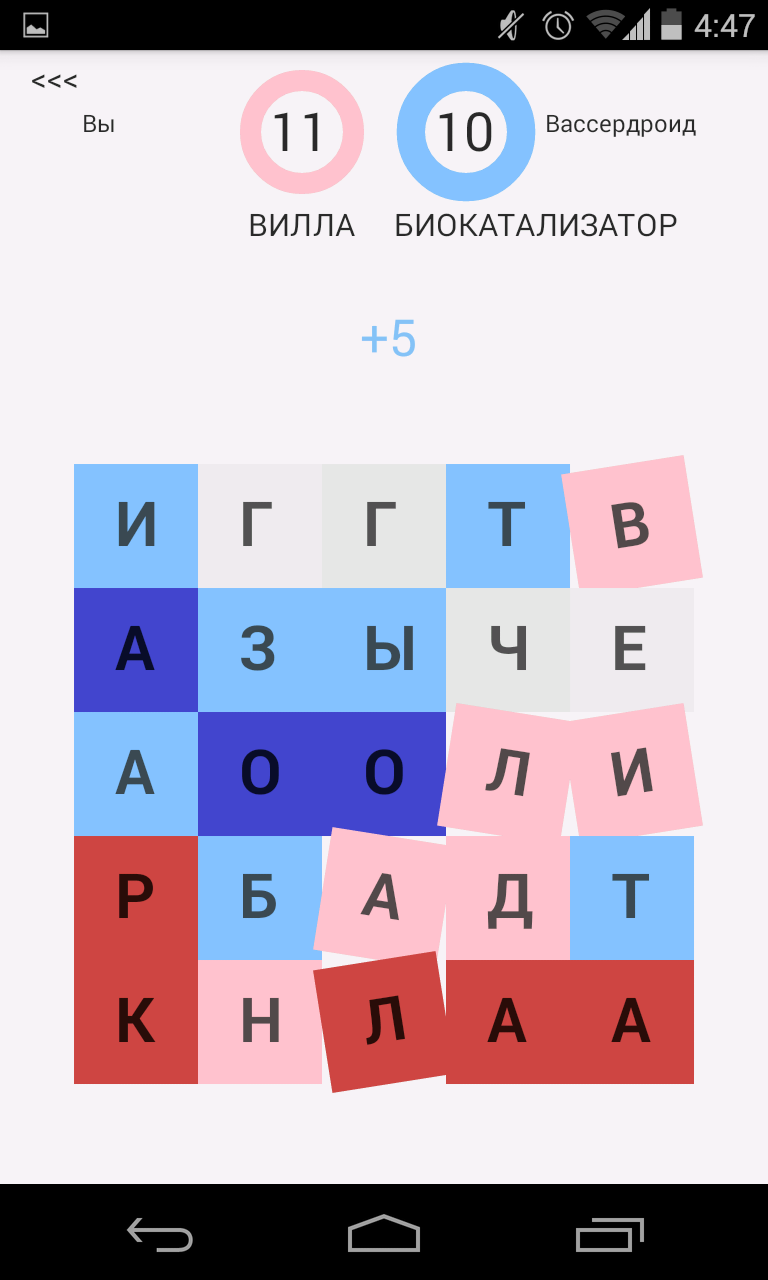 4:47
<<<
Вы 11 10 Вассердроид
ВИЛЛА БИОКАТАЛИЗАТОР
+5
И Г Г Т В
А З Ы Ч Е
А О О Л И
Р Б А Д Т
К Н Л А А